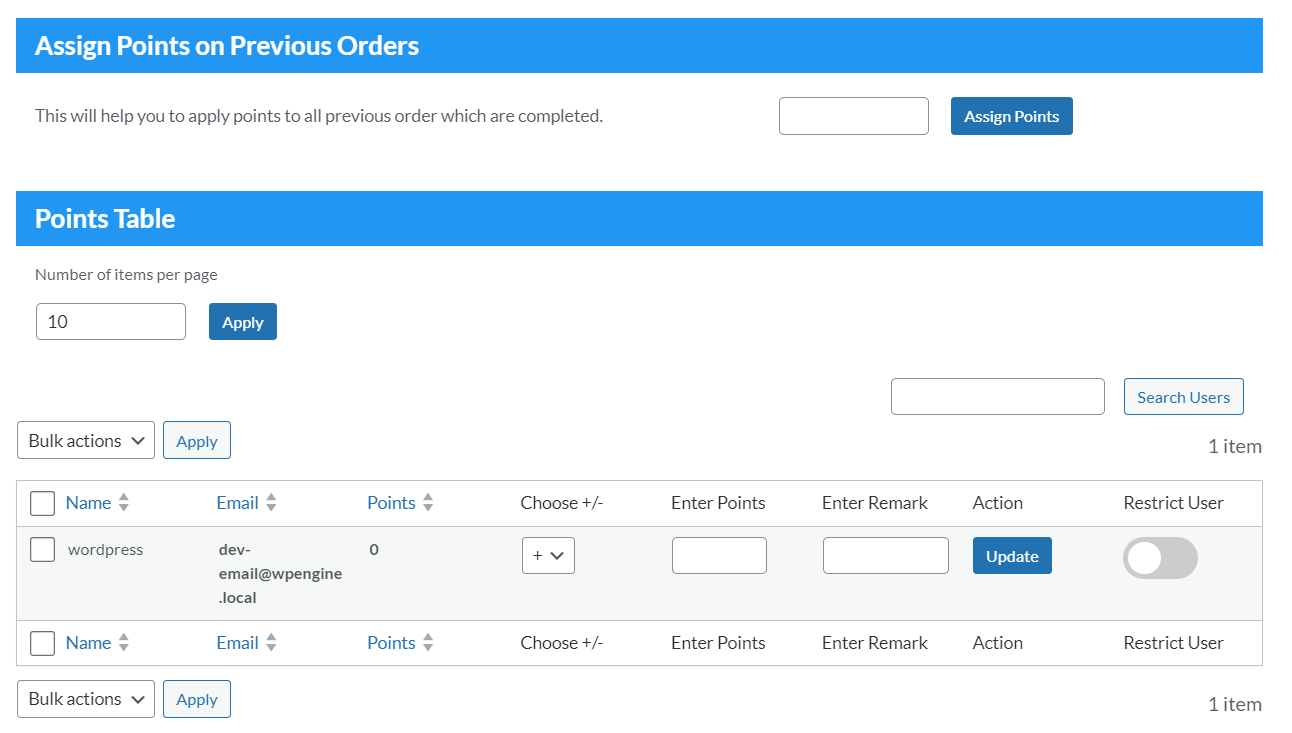 Assign Points on Previous Orders
This will help you to apply points to all previous order which are completed.
Assign Points
Points Table
Number of items per page
10 Apply
Search Users
Bulk actions Apply
1 item
Name Email Points Choose +/- Enter Points Enter Remark Action Restrict User
wordpress dev- 0 + Update
email@wpengine
.local
Name Email Points Choose +/- Enter Points Enter Remark Action Restrict User
Bulk actions Apply
1 item